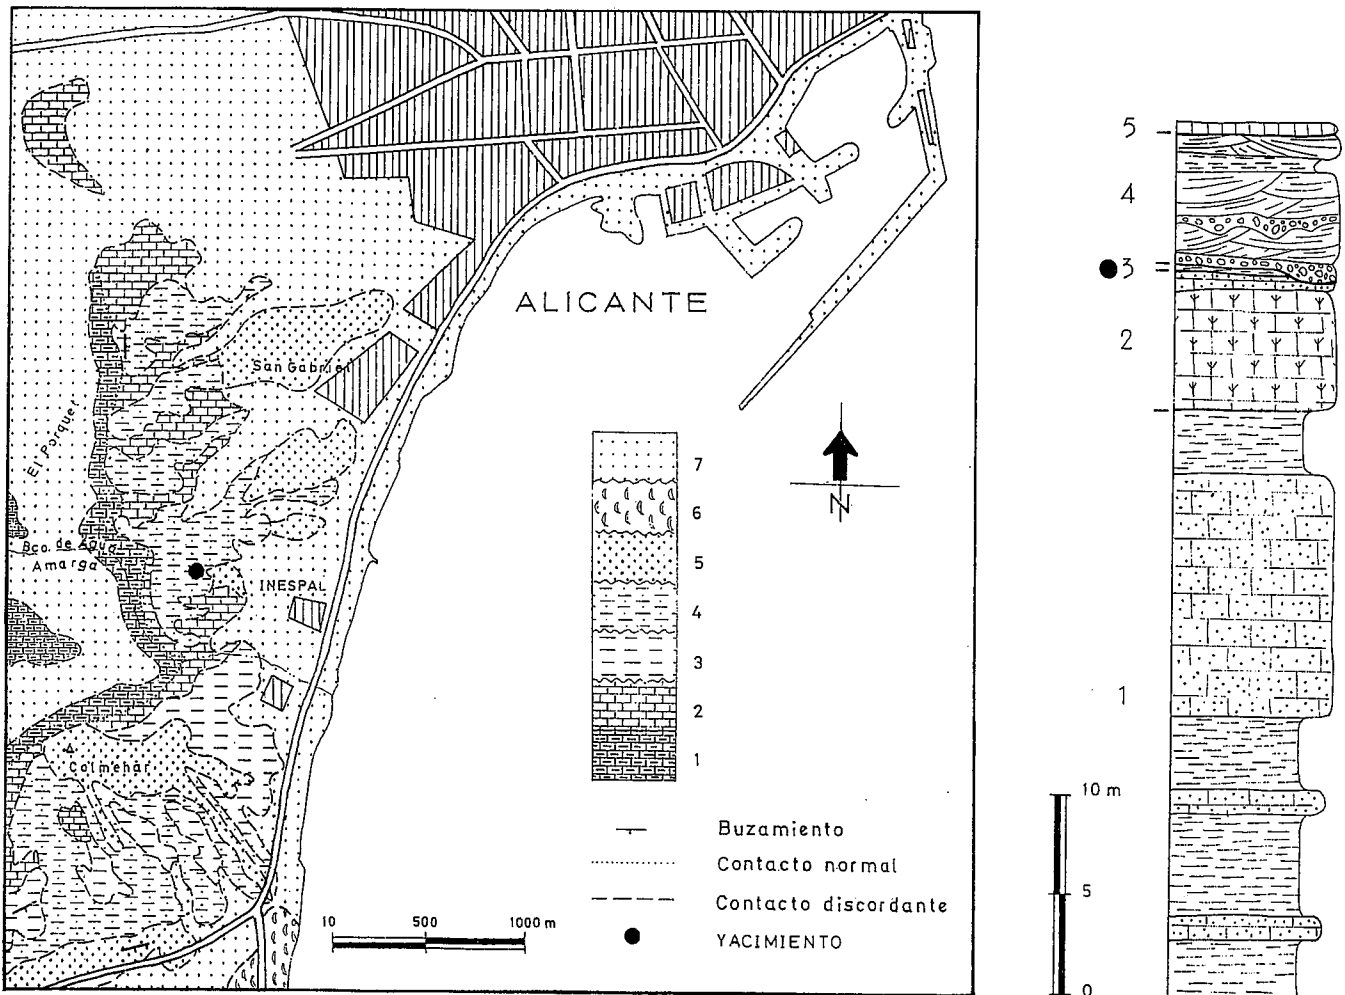 ALICANTE
San Gabriel
El Porquet
Bco. de Agua
Amarga
INESPAL
Colmenar
N
7
6
5
4
3
2
1
Buzamiento
Contacto normal
Contacto discordante
YACIMIENTO
10 500 1000 m
5
4
3
2
1
10 m
5
0